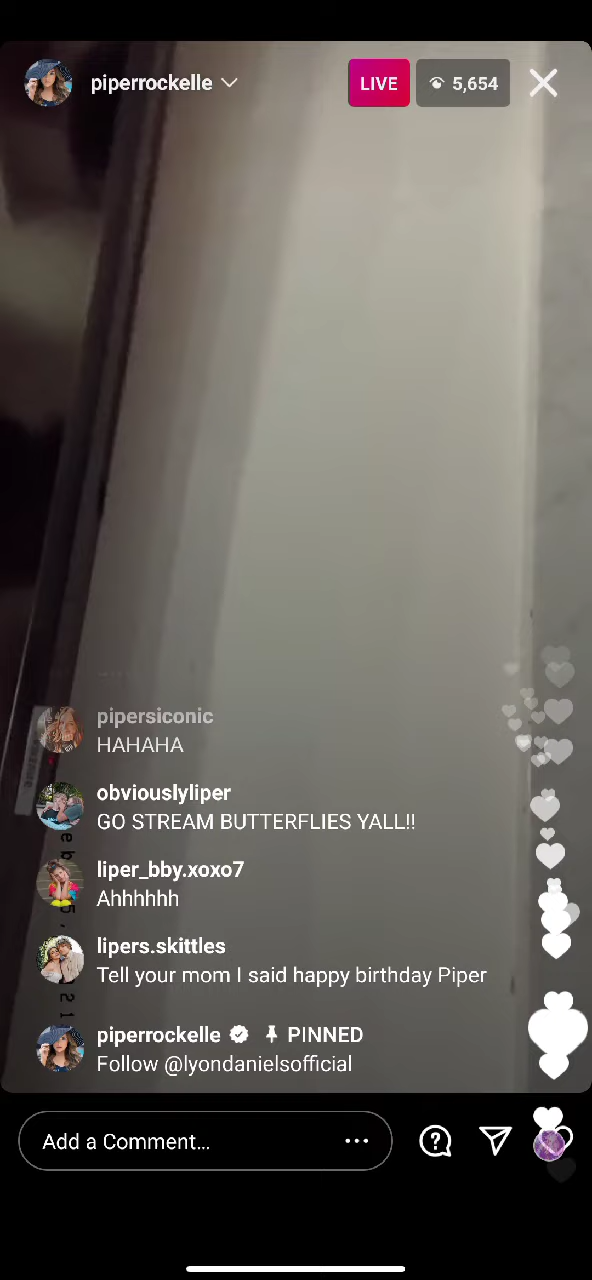 piperrockelle
LIVE
5,654
pipersiconic
HAHAHA
obviouslyliper
GO STREAM BUTTERFLIES YALL!!
liper_bby.xoxo7
Ahhhhhh
lipers.skittles
Tell your mom I said happy birthday Piper
piperrockelle PINNED
Follow @lyondanielsofficial
Add a Comment...